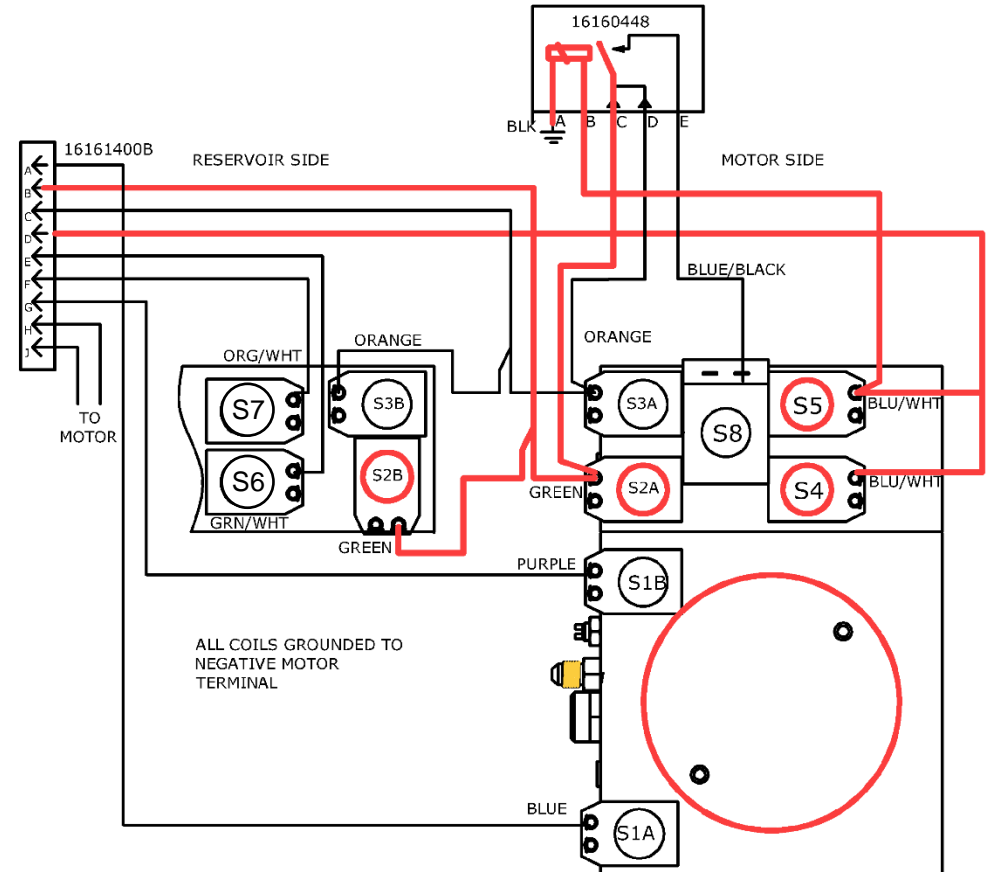 16160448
BLK
A
B
C
D
E
16161400B
RESERVOIR SIDE
MOTOR SIDE
A
B
C
D
E
F
G
H
J
BLUE/BLACK
ORANGE
ORANGE
ORG/WHT
TO
MOTOR
S7
S3B
S3A
S8
S5
BLU/WHT
S6
S2B
S2A
S4
BLU/WHT
GREEN
GRN/WHT
GREEN
PURPLE
S1B
ALL COILS GROUNDED TO
NEGATIVE MOTOR
TERMINAL
BLUE
S1A